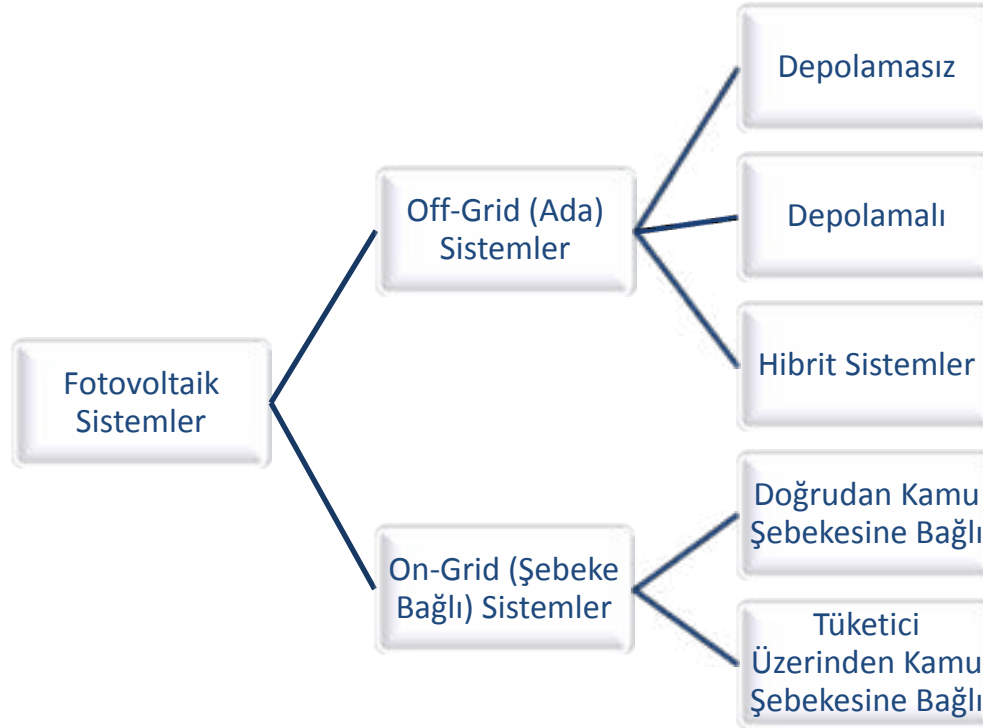 Fotovoltaik
Sistemler
Off-Grid (Ada)
Sistemler
Depolamasız
Depolamalı
Hibrit Sistemler
On-Grid (Şebeke
Bağlı) Sistemler
Doğrudan Kamu
Şebekesine Bağlı
Tüketici
Üzerinden Kamu
Şebekesine Bağlı